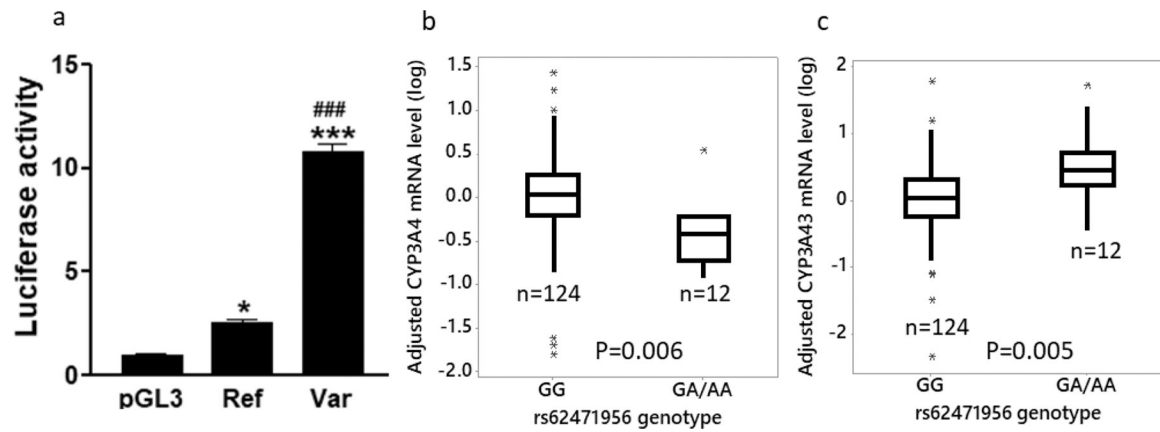 a
Luciferase activity
15
10
5
0
*
###
***
pGL3 Ref Var
b
Adjusted CYP3A4 mRNA level (log)
1.5
1.0
0.5
0.0
-0.5
-1.0
-1.5
-2.0
*
*
*
*
*
*
*
n=124
n=12
P=0.006
GG GA/AA
rs62471956 genotype
c
Adjusted CYP3A43 mRNA level (log)
2
1
0
-1
-2
*
*
*
*
*
*
n=124
n=12
P=0.005
GG GA/AA
rs62471956 genotype